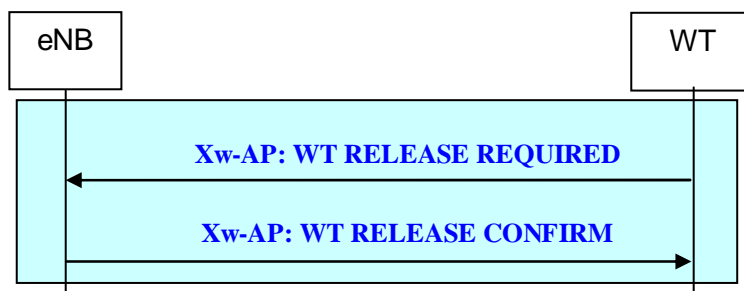 eNB
WT
Xw-AP: WT RELEASE REQUIRED
Xw-AP: WT RELEASE CONFIRM